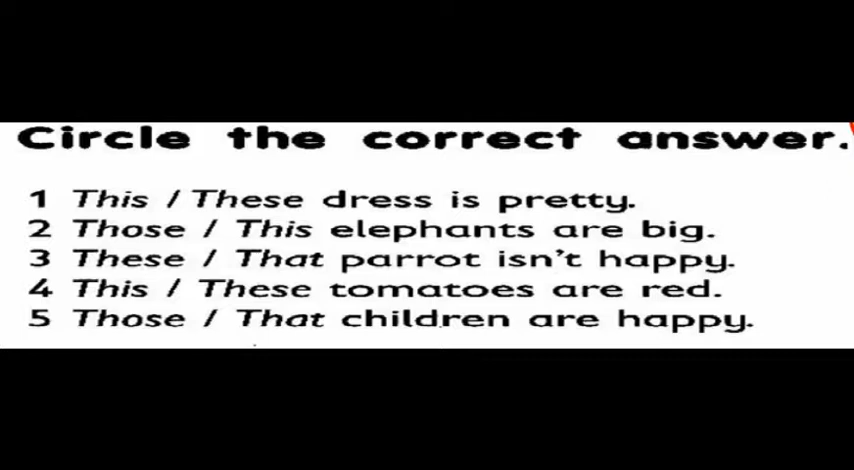 Circle the correct answer.
1 This / These dress is pretty.
2 Those / This elephants are big.
3 These / That parrot isn't happy.
4 This / These tomatoes are red.
5 Those / That children are happy.